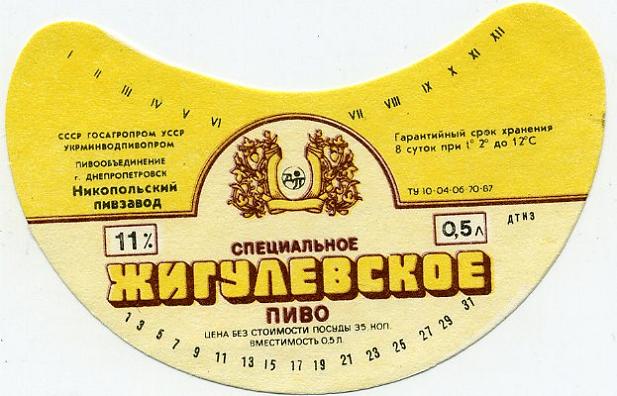 I II III IV V VI VII VIII IX X XI XII
СССР ГОСАГРОПРОМ УССР
УКРМИНВОДПИВОПРОМ
ПИВООБЪЕДИНЕНИЕ
г. ДНЕПРОПЕТРОВСК
Никопольский
пивзавод
Гарантийный срок хранения
8 суток при t° 2° до 12°С
ТУ 10-04-06-70-87
ДТИЗ
11%
0,5 л
СПЕЦИАЛЬНОЕ
ЖИГУЛЕВСКОЕ
ПИВО
ЦЕНА БЕЗ СТОИМОСТИ ПОСУДЫ 35 КОП.
ВМЕСТИМОСТЬ 0,5 Л
1 3 5 7 9 11 13 15 17 19 21 23 25 27 29 31